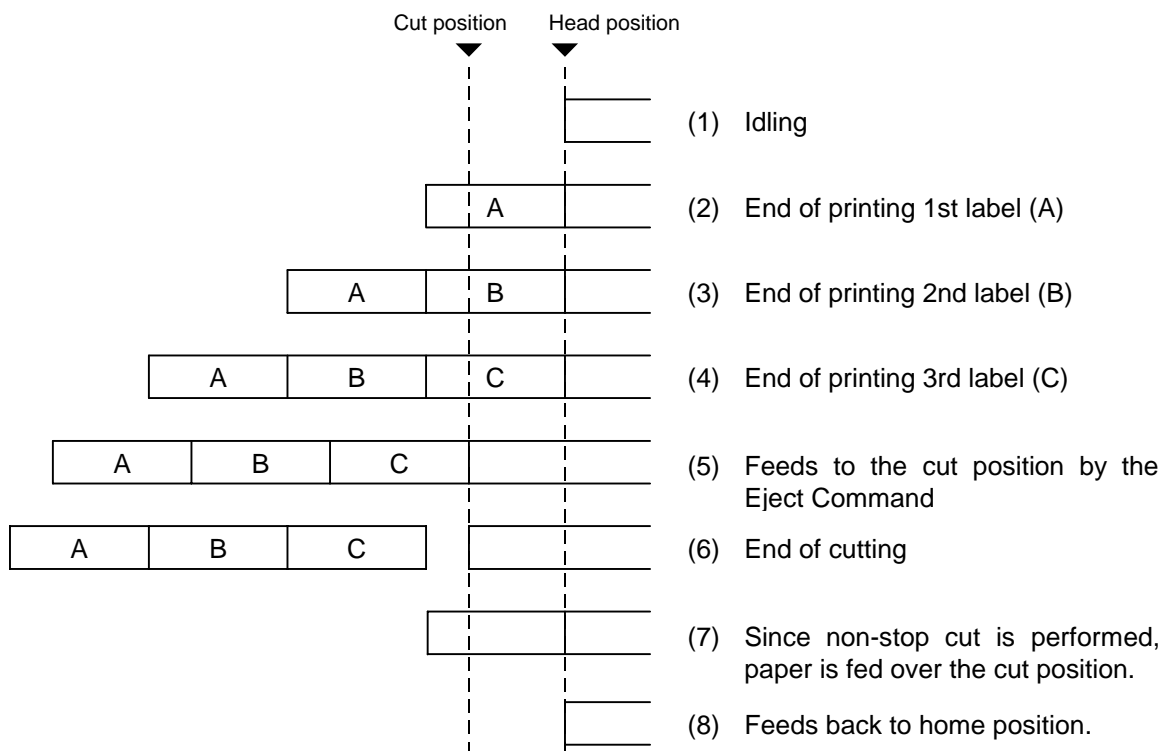 Cut position Head position
(1) Idling
A (2) End of printing 1st label (A)
A B (3) End of printing 2nd label (B)
A B C (4) End of printing 3rd label (C)
A B C (5) Feeds to the cut position by the
Eject Command
A B C (6) End of cutting
(7) Since non-stop cut is performed,
paper is fed over the cut position.
(8) Feeds back to home position.